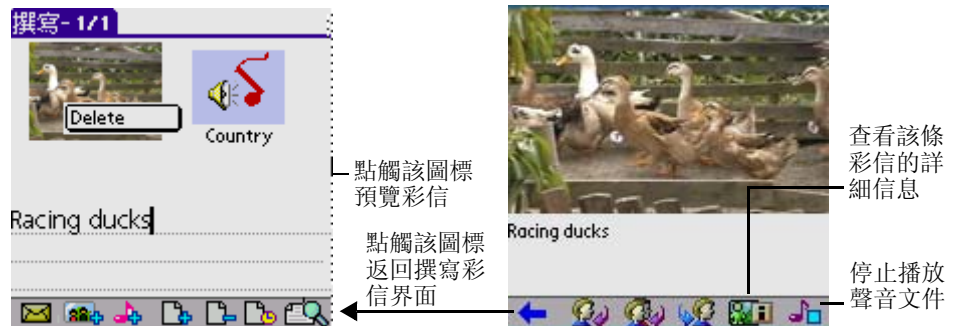 撰寫- 1/1
Delete
Country
Racing ducks
點觸該圖標
預覽彩信
點觸該圖標
返回撰寫彩
信界面
Racing ducks
查看該條
彩信的詳
細信息
停止播放
聲音文件